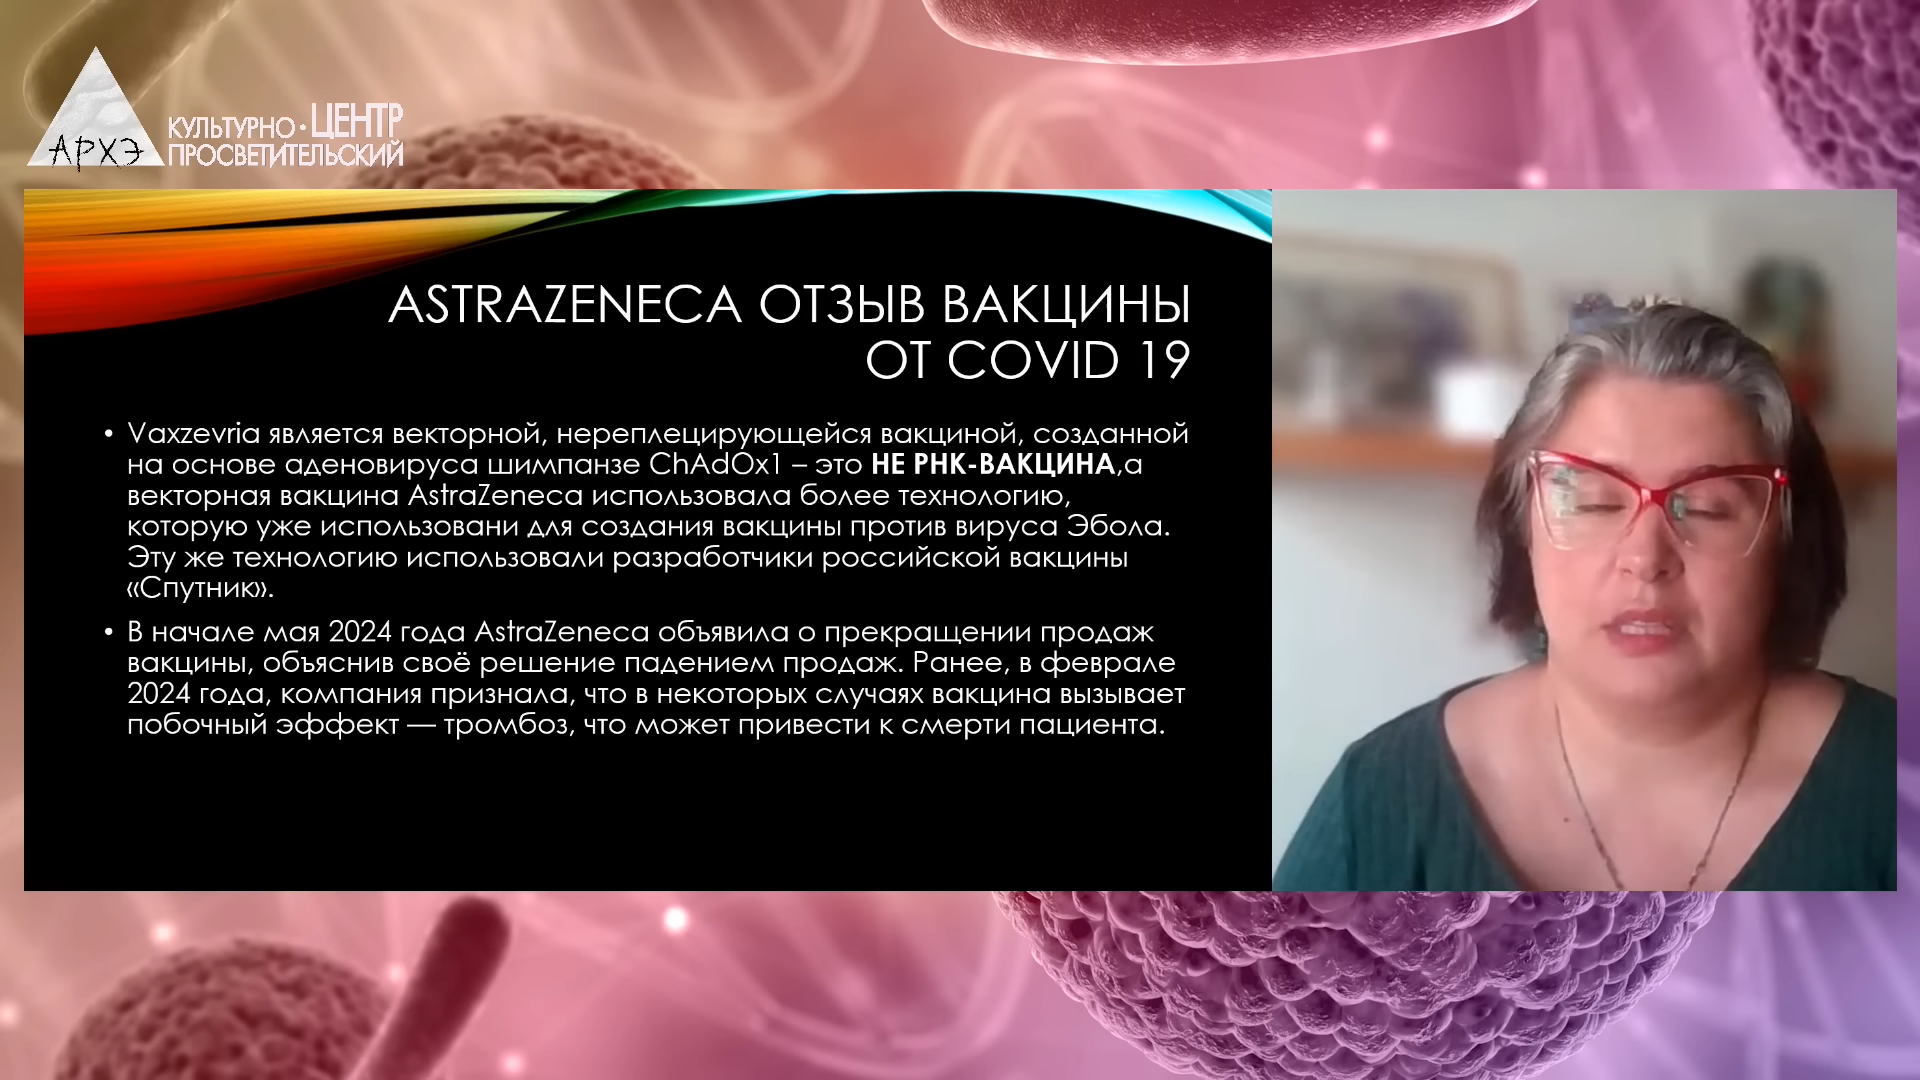 АРХЭ
КУЛЬТУРНО·ЦЕНТР
ПРОСВЕТИТЕЛЬСКИЙ
ASTRAZENECA ОТЗЫВ ВАКЦИНЫ
ОТ COVID 19
• Vaxzevria является векторной, нереплецирующейся вакциной, созданной
на основе аденовируса шимпанзе ChAdOx1 – это НЕ РНК-ВАКЦИНА,а
векторная вакцина AstraZeneca использовала более технологию,
которую уже использовани для создания вакцины против вируса Эбола.
Эту же технологию использовали разработчики российской вакцины
«Спутник».
• В начале мая 2024 года AstraZeneca объявила о прекращении продаж
вакцины, объяснив своё решение падением продаж. Ранее, в феврале
2024 года, компания признала, что в некоторых случаях вакцина вызывает
побочный эффект — тромбоз, что может привести к смерти пациента.